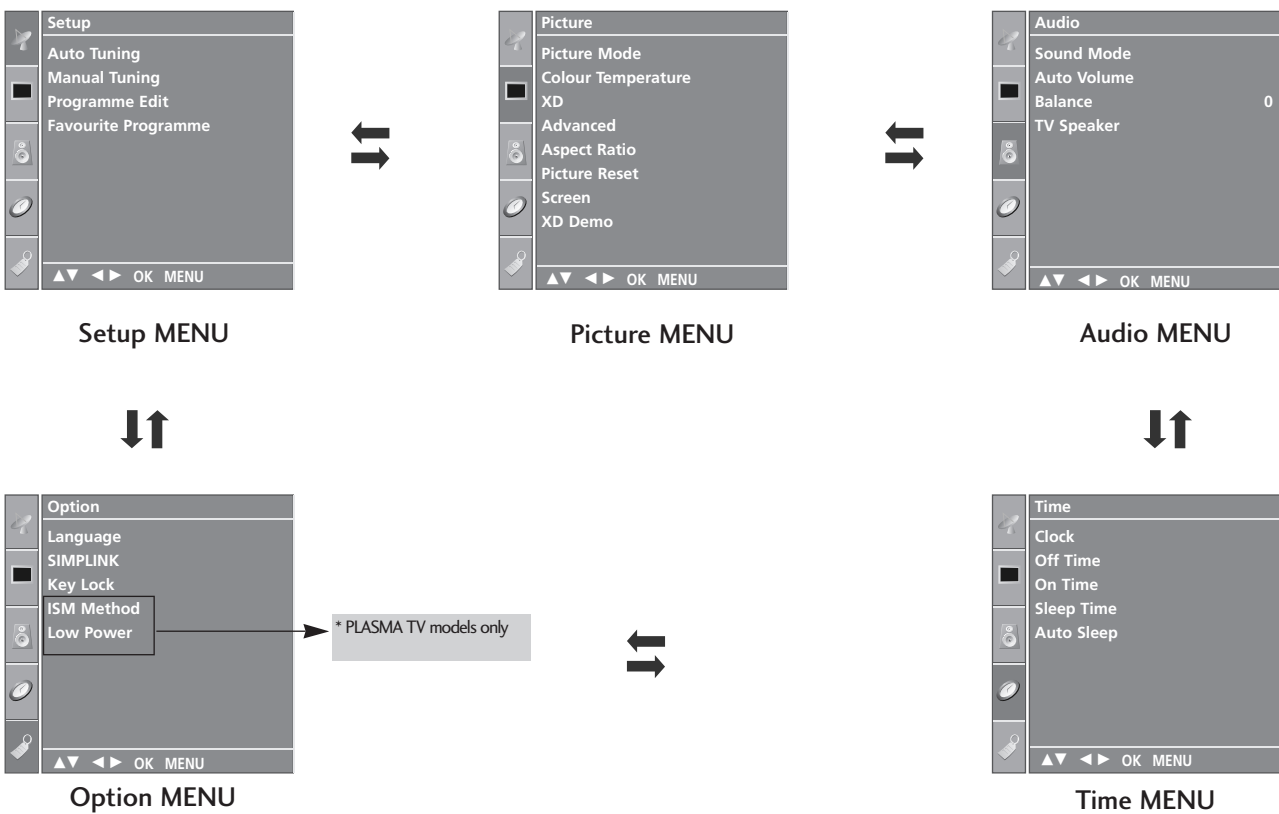 Setup
Auto Tuning
Manual Tuning
Programme Edit
Favourite Programme
▲▼ ◄► OK MENU
Setup MENU
Picture
Picture Mode
Colour Temperature
XD
Advanced
Aspect Ratio
Picture Reset
Screen
XD Demo
▲▼ ◄► OK MENU
Picture MENU
Audio
Sound Mode
Auto Volume
Balance 0
TV Speaker
▲▼ ◄► OK MENU
Audio MENU
Option
Language
SIMPLINK
Key Lock
ISM Method
Low Power
▲▼ ◄► OK MENU
Option MENU
* PLASMA TV models only
Time
Clock
Off Time
On Time
Sleep Time
Auto Sleep
▲▼ ◄► OK MENU
Time MENU